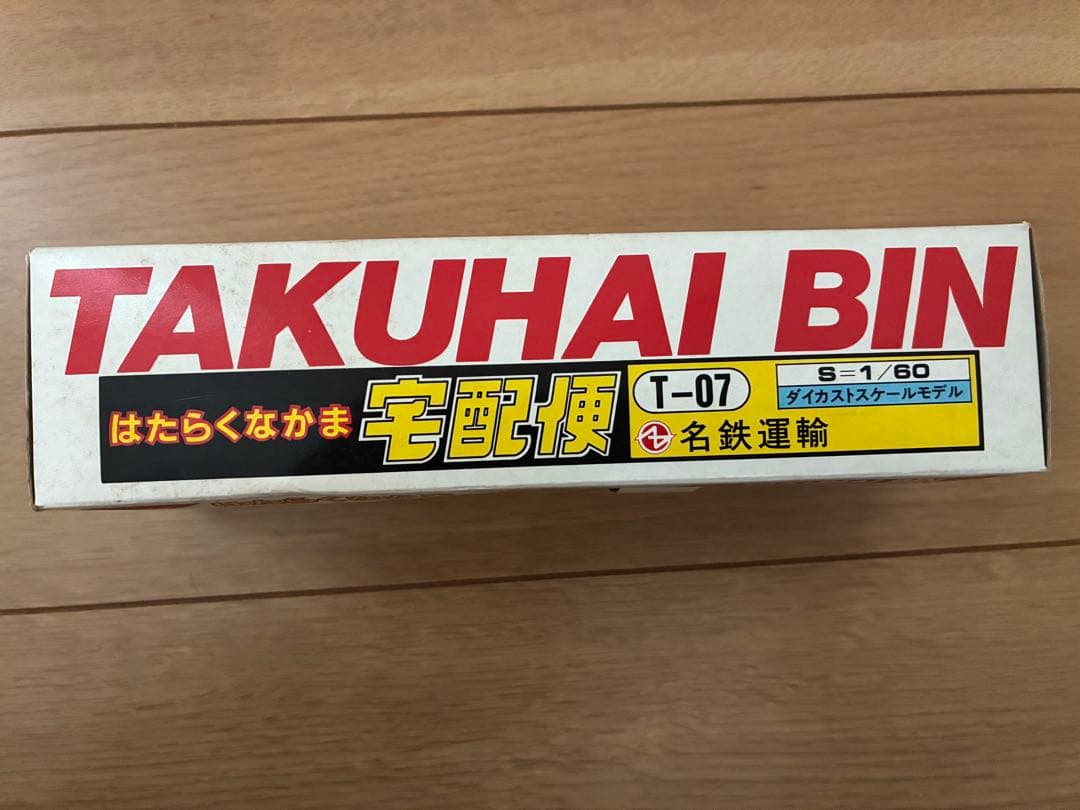 TAKUHAI BIN
はたらくなかま 宅配便
T-07
S=1/60
ダイカストスケールモデル
名鉄運輸